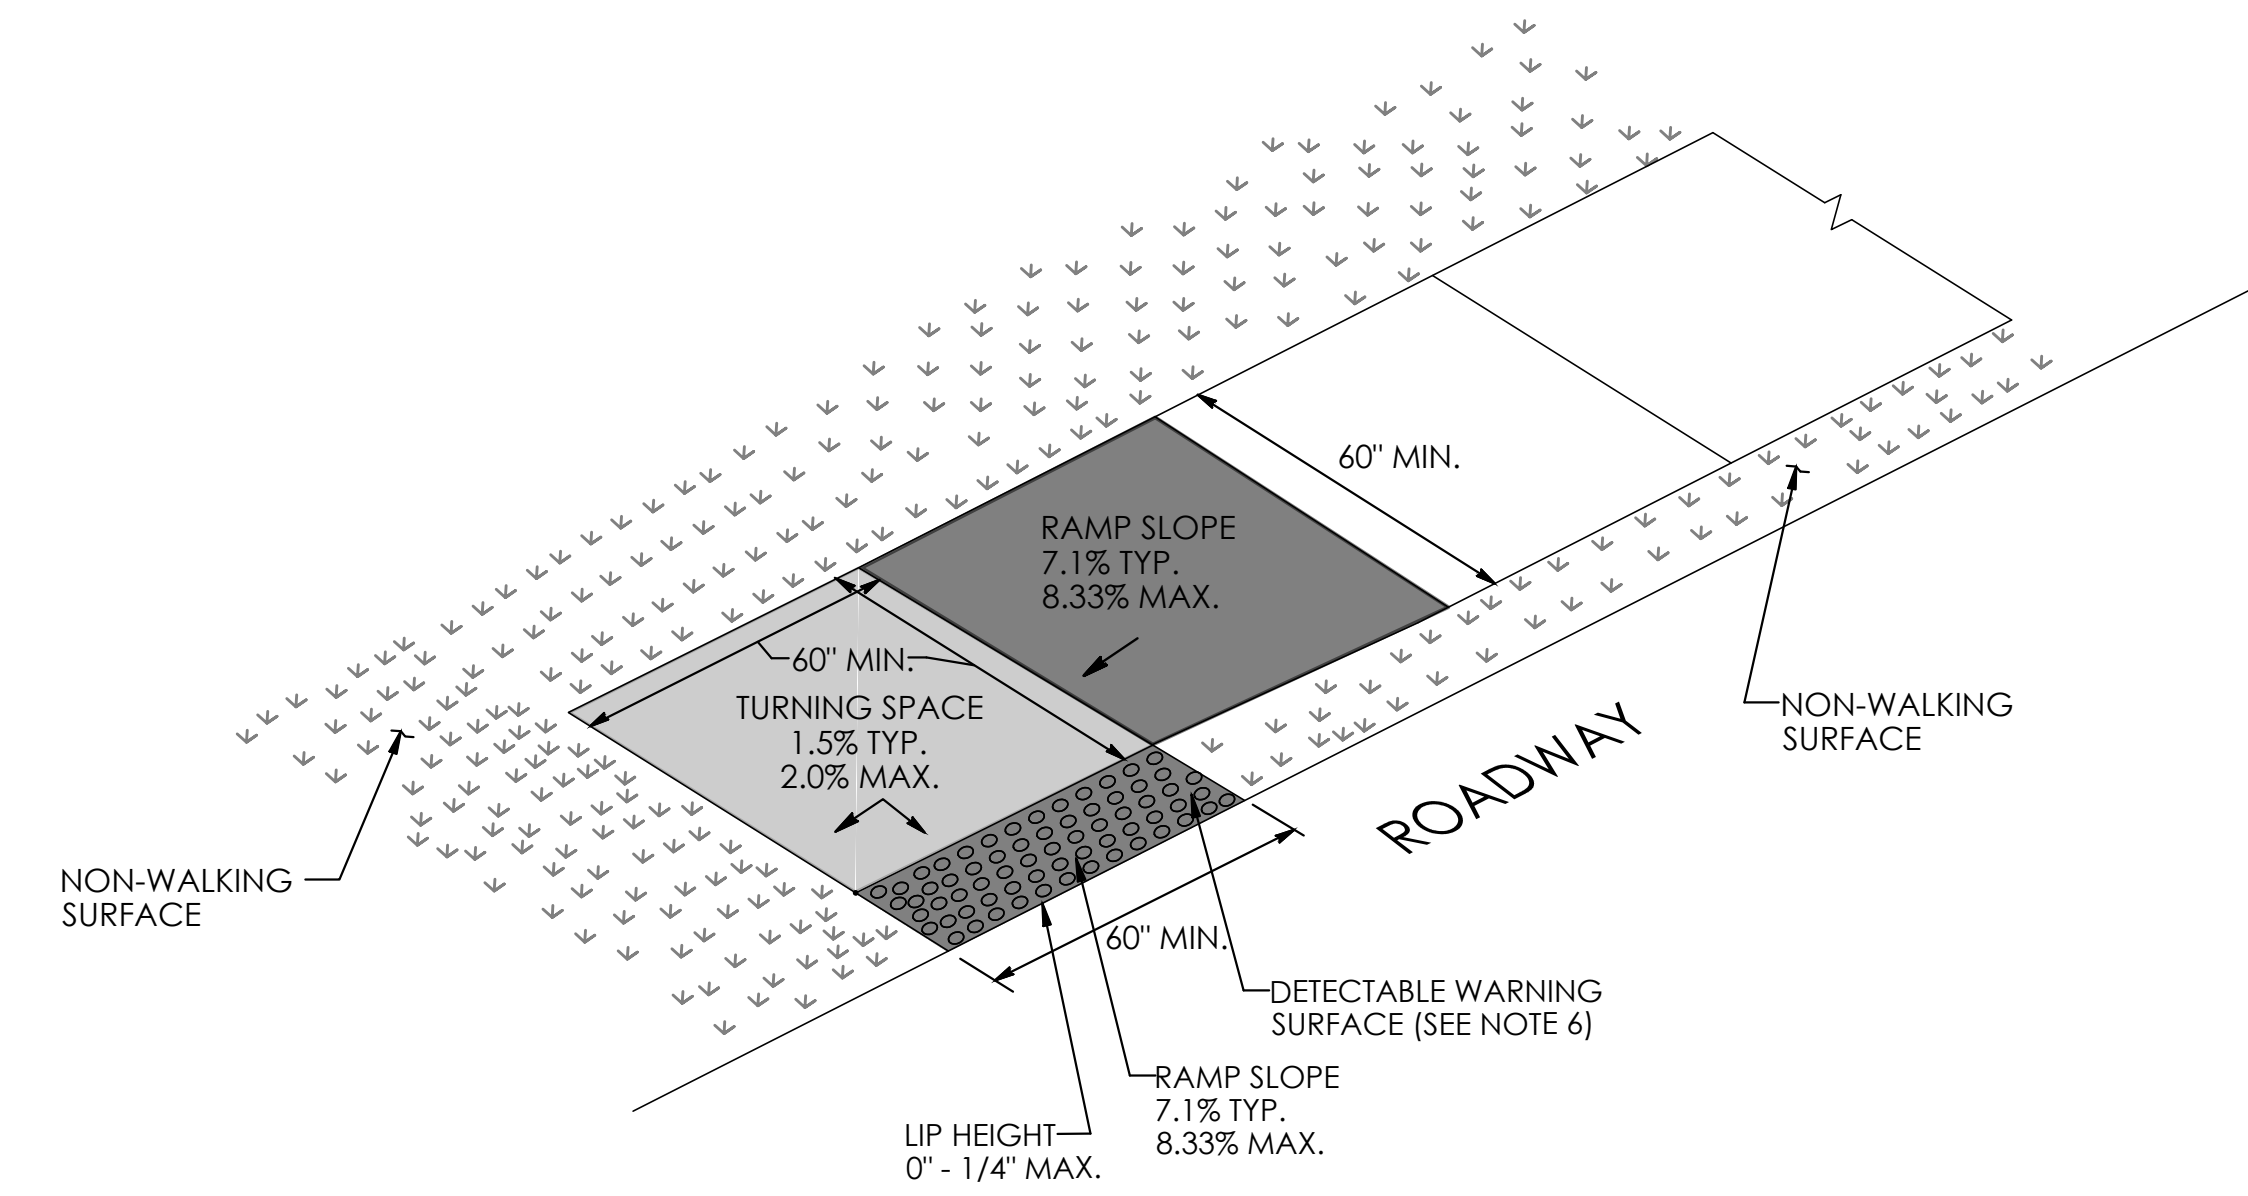 60" MIN.
RAMP SLOPE
7.1% TYP.
8.33% MAX.
60" MIN.
TURNING SPACE
1.5% TYP.
2.0% MAX.
NON-WALKING
SURFACE
ROADWAY
NON-WALKING
SURFACE
60" MIN.
DETECTABLE WARNING
SURFACE (SEE NOTE 6)
RAMP SLOPE
7.1% TYP.
8.33% MAX.
LIP HEIGHT
0" - 1/4" MAX.